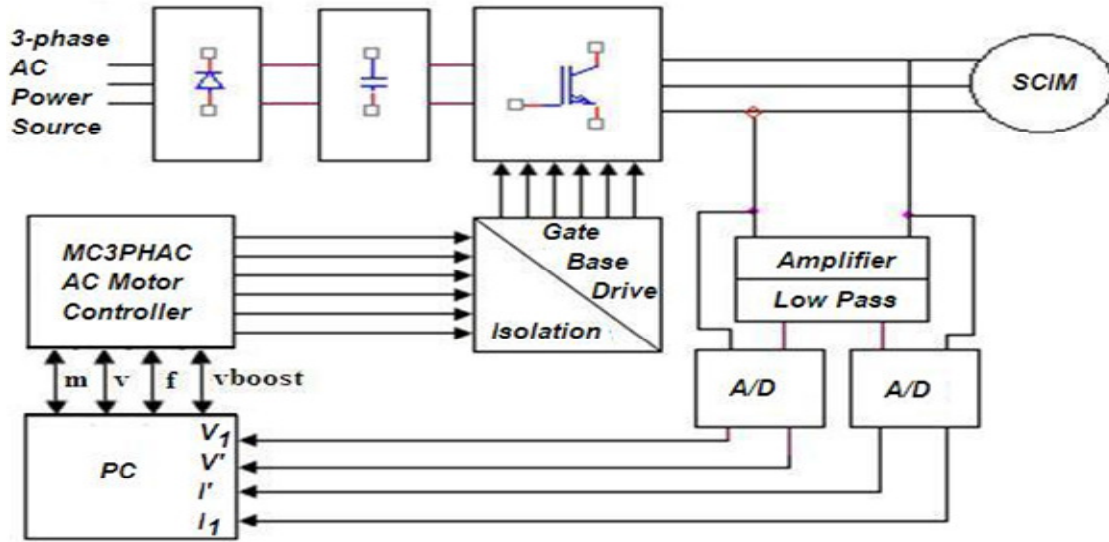 3-phase
AC
Power
Source
SCIM
MC3PHAC
AC Motor
Controller
Gate
Base
Drive
Isolation
Amplifier
Low Pass
A/D
A/D
m
v
f
vboost
PC
V1
V'
I'
I1